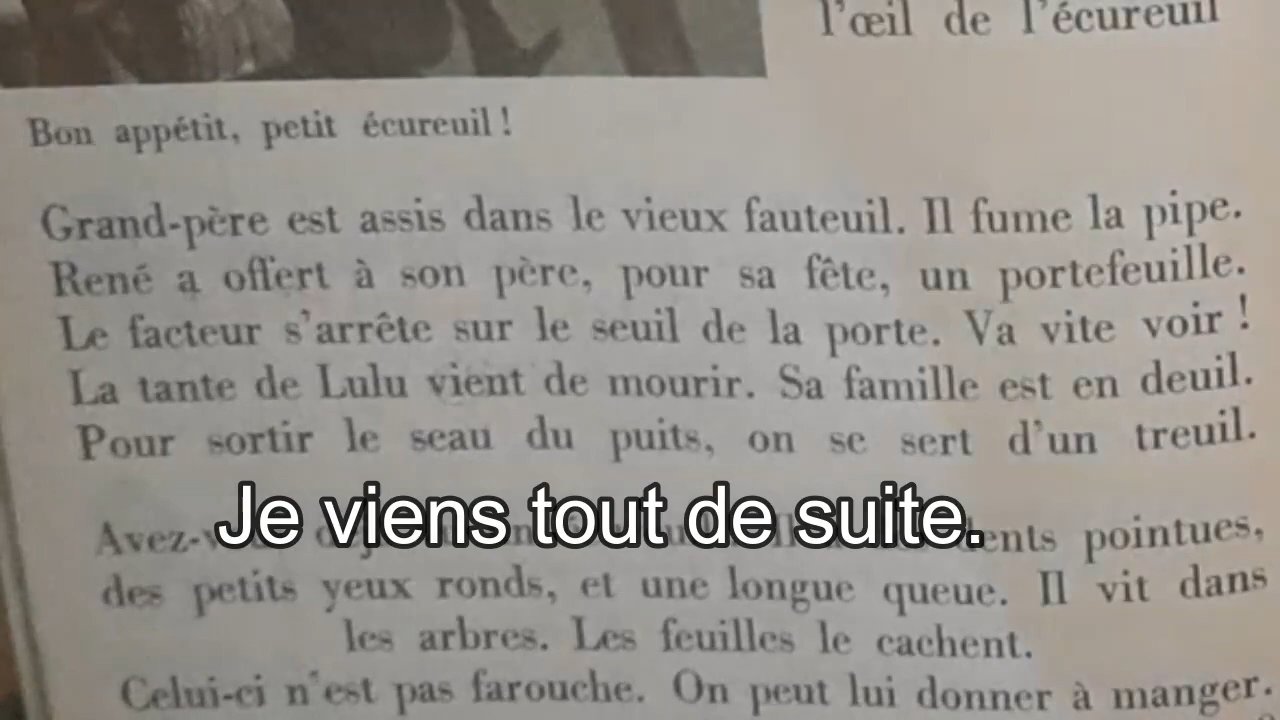 l'œil de l'écureuil
Bon appétit, petit écureuil !
Grand-père est assis dans le vieux fauteuil. Il fume la pipe.
René a offert à son père, pour sa fête, un portefeuille.
Le facteur s'arrête sur le seuil de la porte. Va vite voir !
La tante de Lulu vient de mourir. Sa famille est en deuil.
Pour sortir le seau du puits, on se sert d'un treuil.
Je viens tout de suite.
pointues,
des petits yeux ronds, et une longue queue. Il vit dans
les arbres. Les feuilles le cachent.
Celui-ci n'est pas farouche. On peut lui donner à manger.